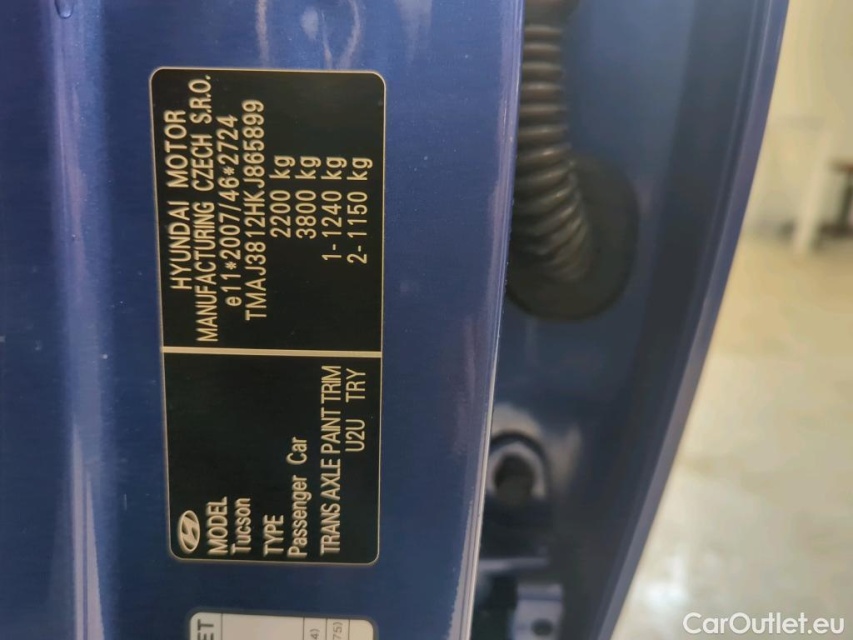 HYUNDAI MOTOR
MANUFACTURING CZECH S.R.O.
e11*2007/46*2724
TMAJ3812HKJ865899
2200 kg
3800 kg
1- 1240 kg
2- 1150 kg
MODEL
Tucson
TYPE
Passenger Car
TRANS AXLE PAINT TRIM
U2U TRY
CarOutlet.eu